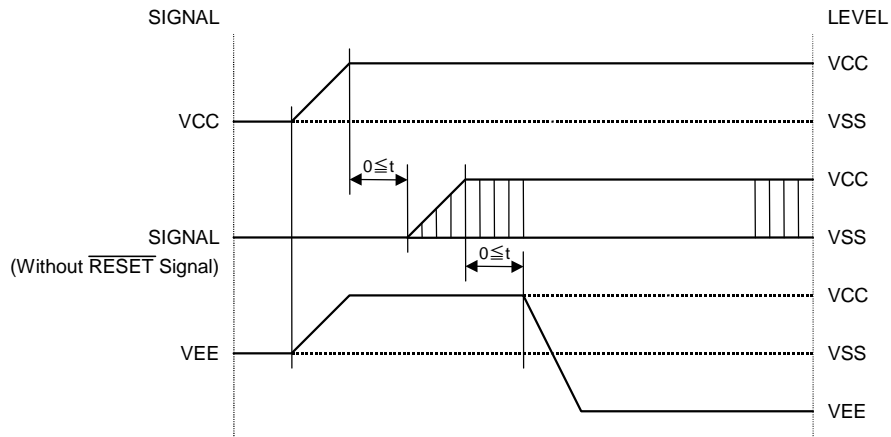 SIGNAL LEVEL
VCC
VCC VSS
0≦t VCC
SIGNAL VSS
(Without RESET Signal)
0≦t
VCC
VEE VSS
VEE